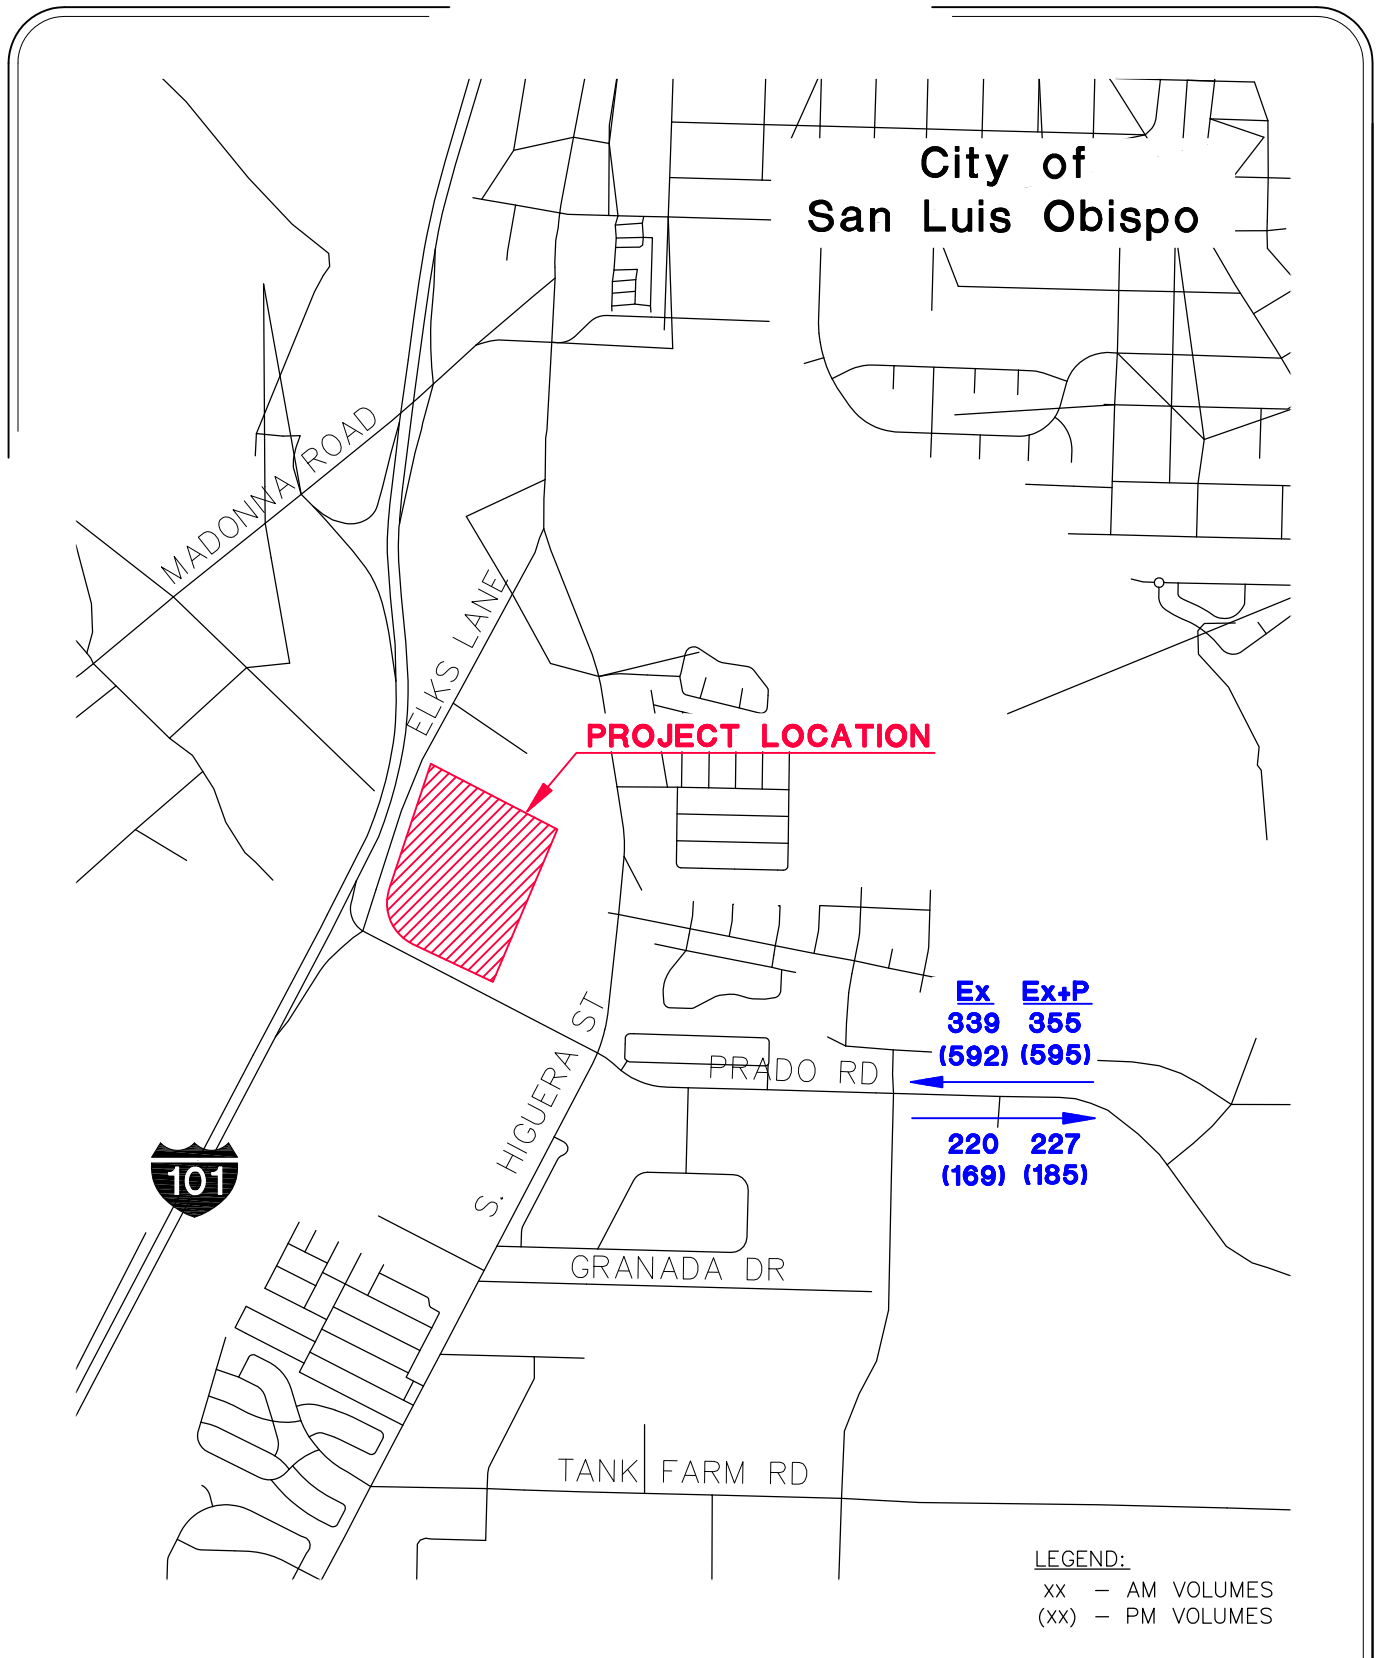 City of
San Luis Obispo
MADONNA ROAD
ELKS LANE
PROJECT LOCATION
Ex Ex+P
339 355
(592) (595)
PRADO RD
220 227
(169) (185)
S. HIGUERA ST
101
GRANADA DR
TANK FARM RD
LEGEND:
xx – AM VOLUMES
(xx) – PM VOLUMES